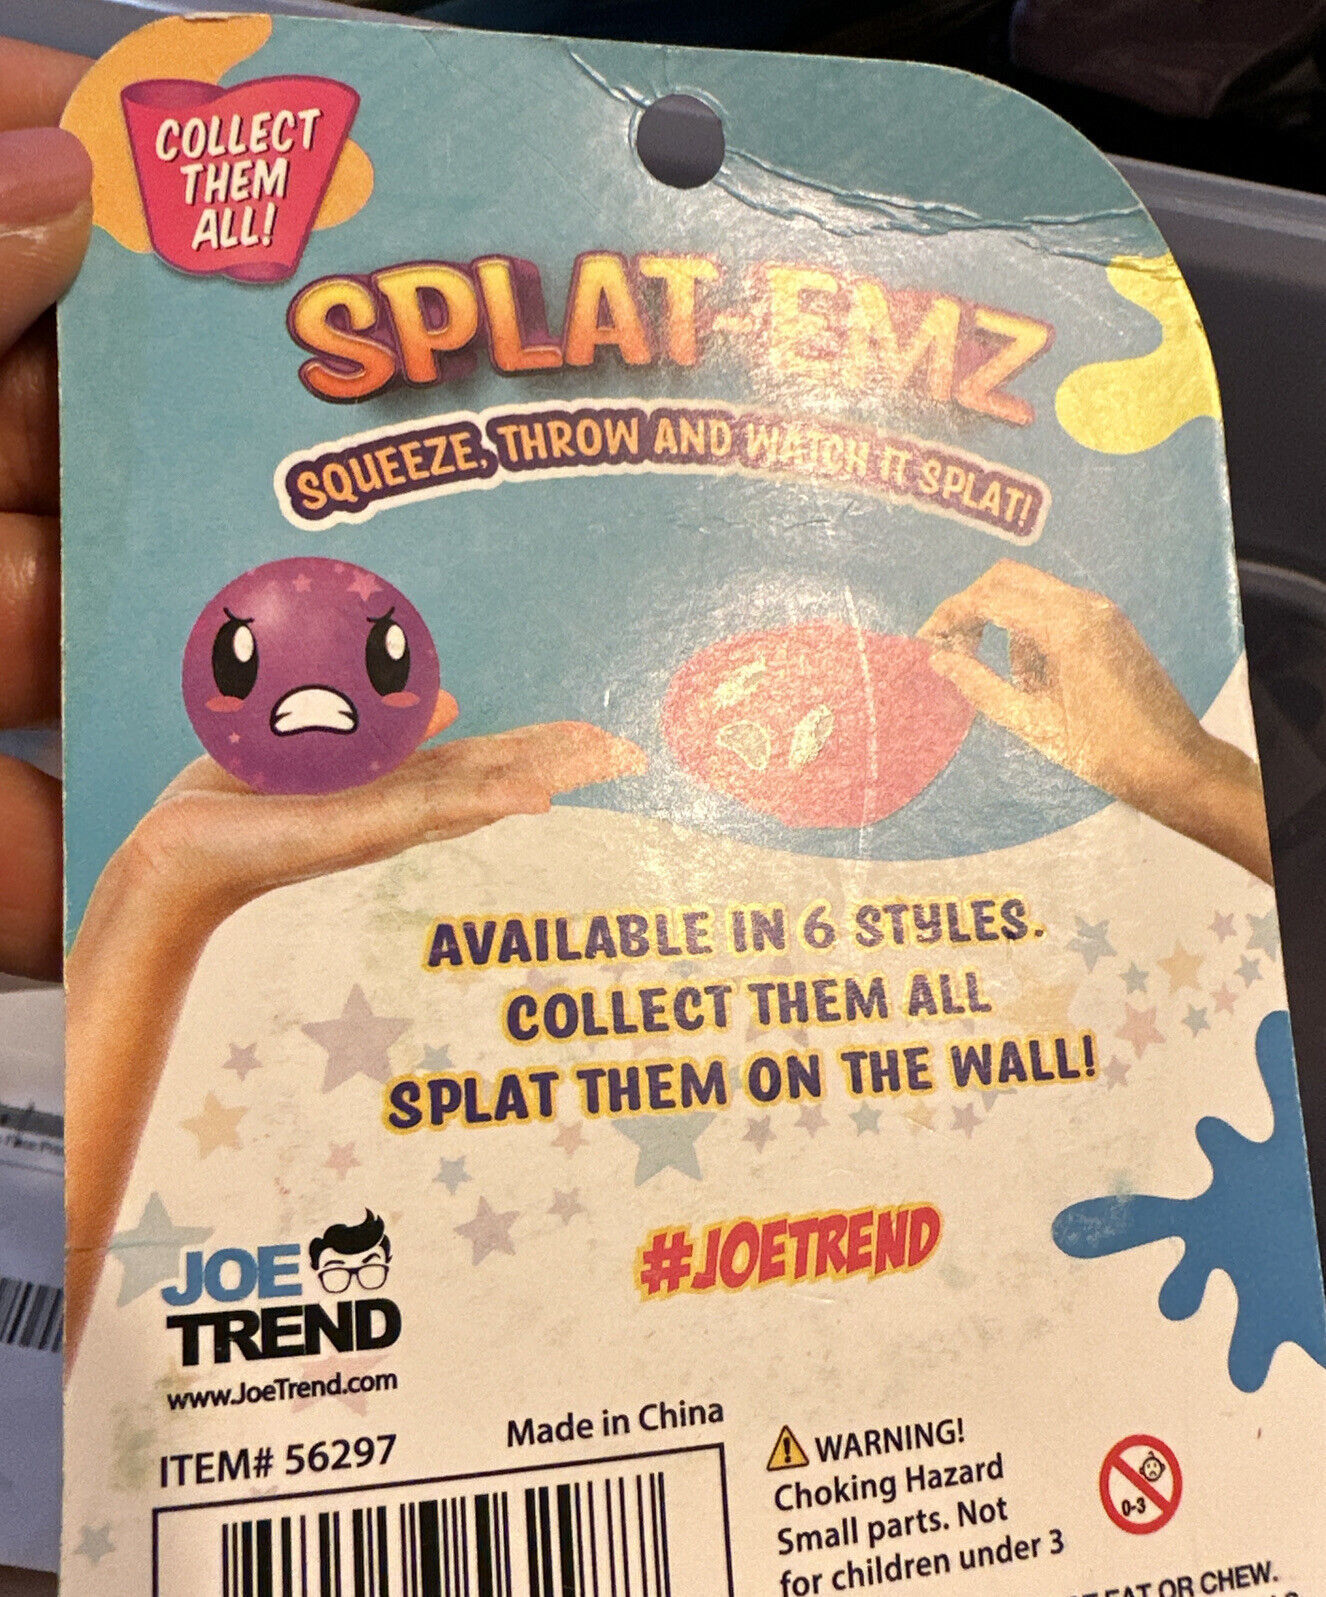 COLLECT
THEM
ALL!
SPLAT-EMZ
SQUEEZE, THROW AND WATCH IT SPLAT!
AVAILABLE IN 6 STYLES.
COLLECT THEM ALL
SPLAT THEM ON THE WALL!
#JOETREND
JOE
TREND
www.JoeTrend.com
ITEM# 56297
Made in China
WARNING!
Choking Hazard
Small parts. Not
for children under 3
0-3
EAT OR CHEW.